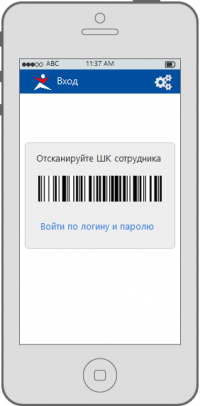 ABC 11:37 AM
Вход
Отсканируйте ШК сотрудника
Войти по логину и паролю